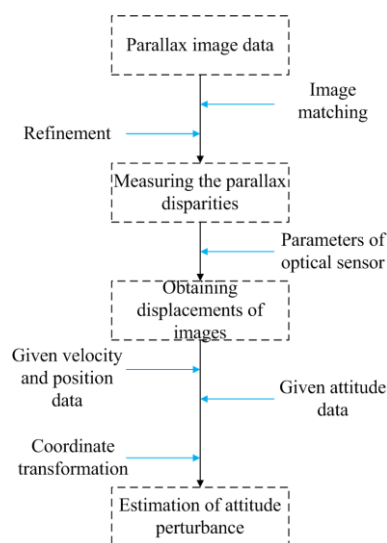 Parallax image data
Image
matching
Refinement
Measuring the parallax
disparities
Parameters of
optical sensor
Obtaining
displacements of
images
Given velocity
and position
data
Given attitude
data
Coordinate
transformation
Estimation of attitude
perturbance